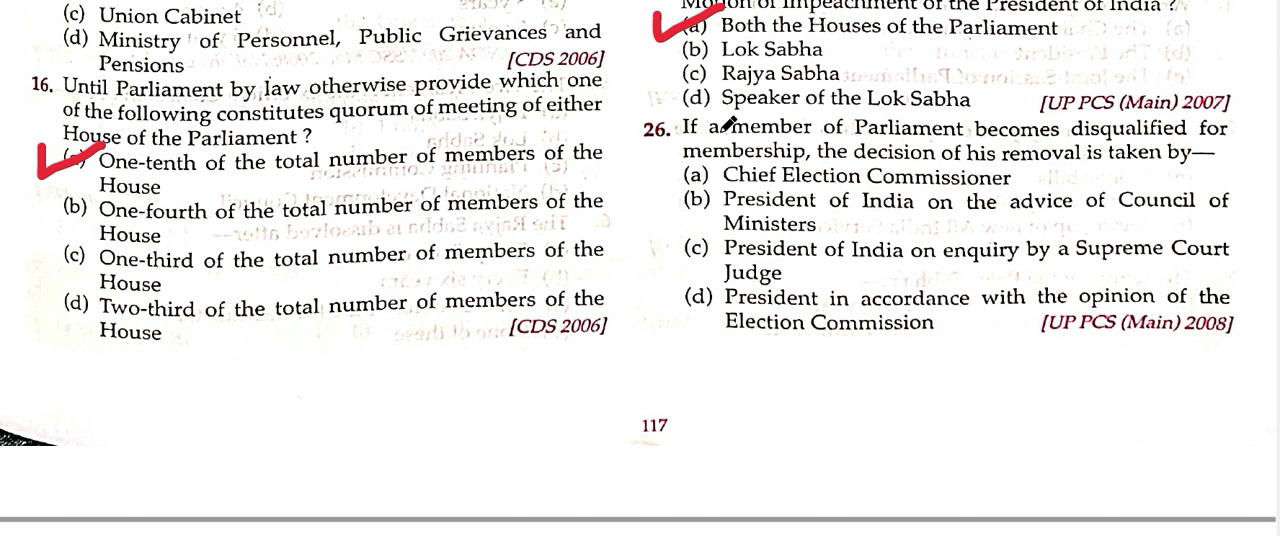 (c) Union Cabinet
(d) Ministry of Personnel, Public Grievances and
Pensions [CDS 2006]
16. Until Parliament by law otherwise provide which one
of the following constitutes quorum of meeting of either
House of the Parliament ?
One-tenth of the total number of members of the
House
(b) One-fourth of the total number of members of the
House
(c) One-third of the total number of members of the
House
(d) Two-third of the total number of members of the
House [CDS 2006]
Motion of Impeachment of the President of India ?
(a) Both the Houses of the Parliament
(b) Lok Sabha
(c) Rajya Sabha
(d) Speaker of the Lok Sabha [UP PCS (Main) 2007]
26. If a member of Parliament becomes disqualified for
membership, the decision of his removal is taken by—
(a) Chief Election Commissioner
(b) President of India on the advice of Council of
Ministers
(c) President of India on enquiry by a Supreme Court
Judge
(d) President in accordance with the opinion of the
Election Commission [UP PCS (Main) 2008]
117